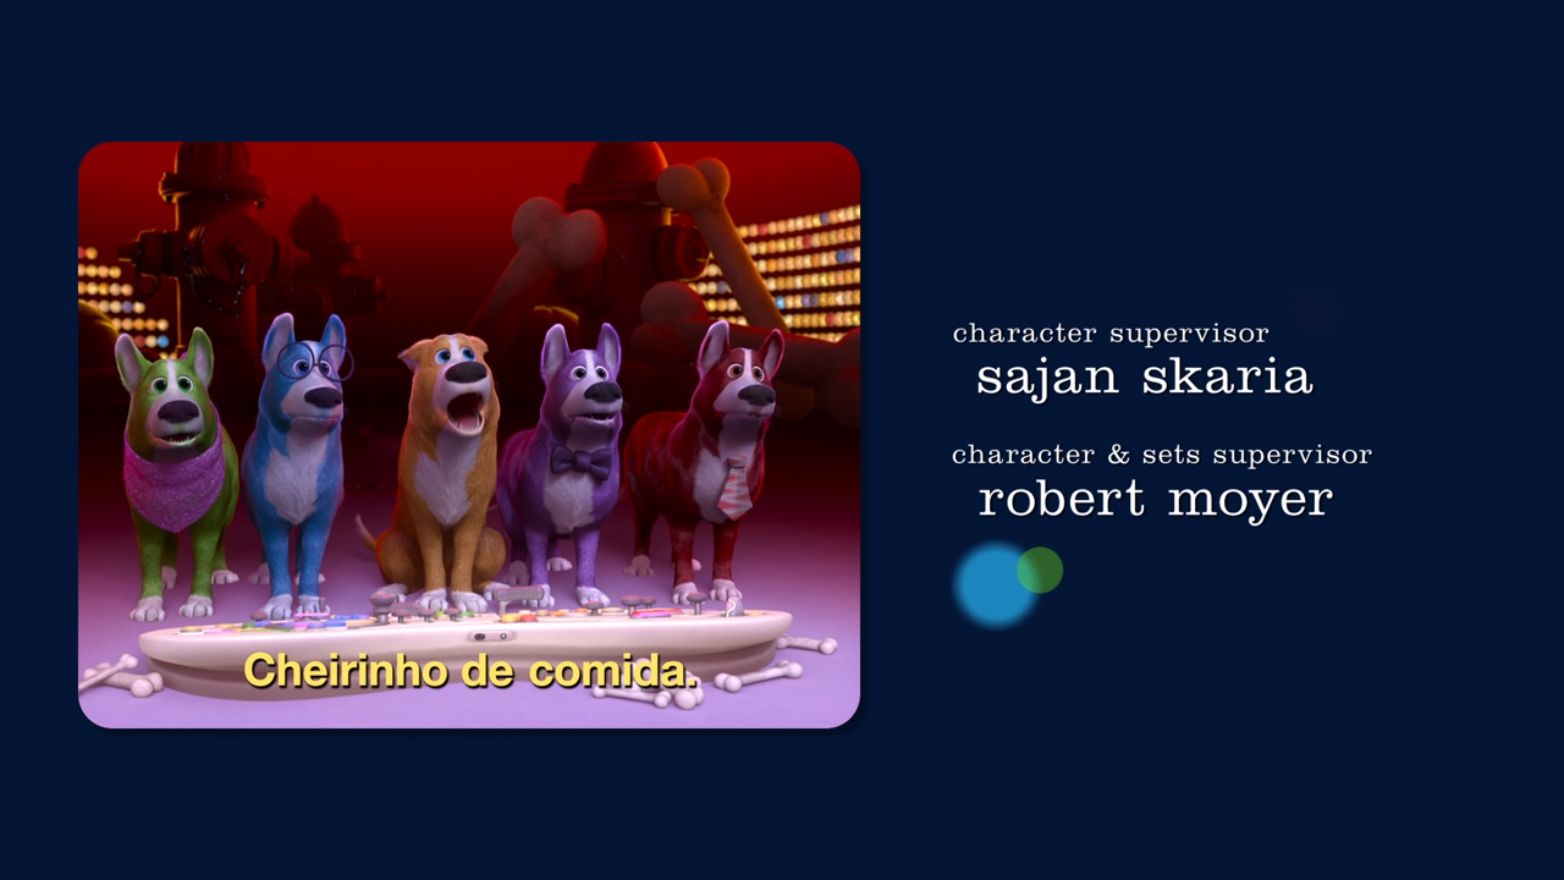 Cheirinho de comida.
character supervisor
sajan skaria
character & sets supervisor
robert moyer